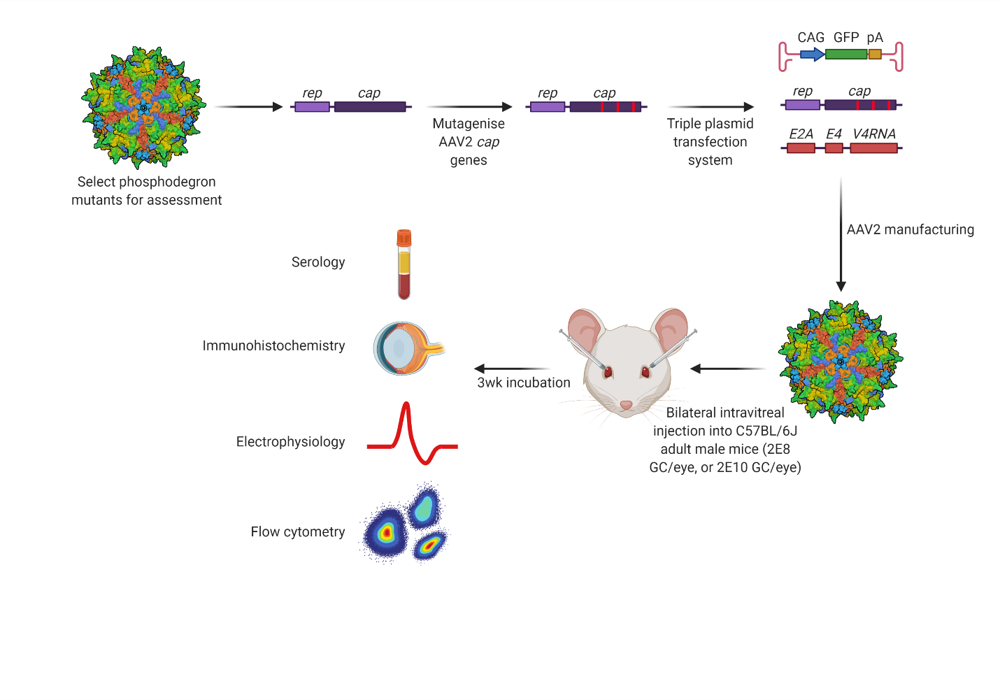 Select phosphodegron
mutants for assessment
rep cap
Mutagenise
AAV2 cap
genes
rep cap
Triple plasmid
transfection
system
CAG GFP pA
rep cap
E2A E4 V4RNA
AAV2 manufacturing
Bilateral intravitreal
injection into C57BL/6J
adult male mice (2E8
GC/eye, or 2E10 GC/eye)
3wk incubation
Serology
Immunohistochemistry
Electrophysiology
Flow cytometry